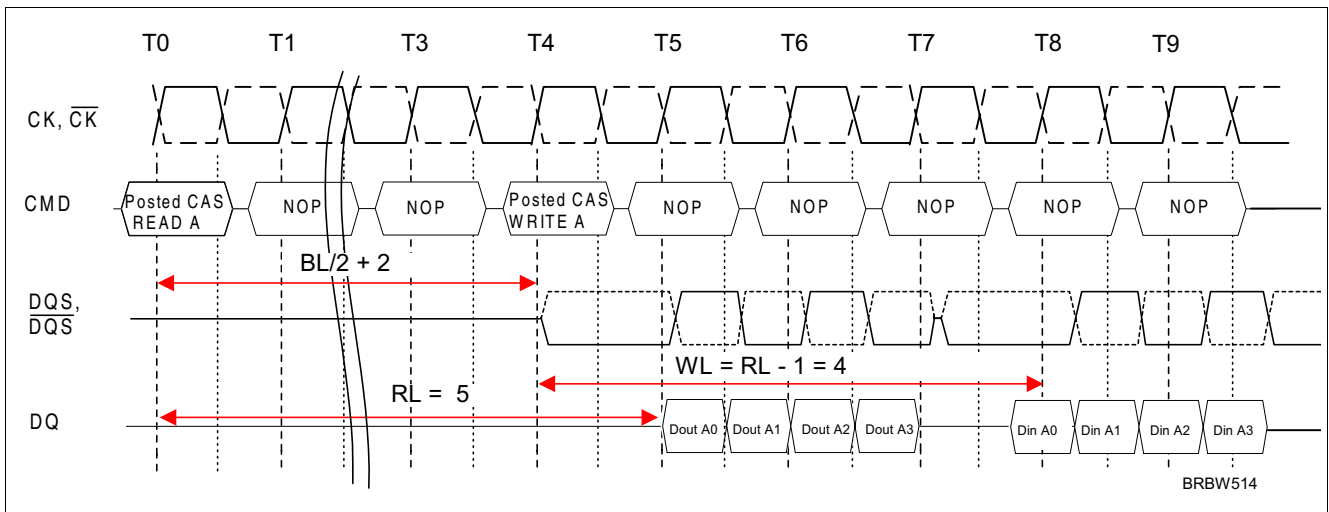 T0 T1 T3 T4 T5 T6 T7 T8 T9
CK, CK
CMD
Posted CAS
READ A
NOP
NOP
Posted CAS
WRITE A
NOP
NOP
NOP
NOP
NOP
BL/2 + 2
DQS,
DQS
WL = RL - 1 = 4
RL = 5
DQ
Dout A0 Dout A1 Dout A2 Dout A3 Din A0 Din A1 Din A2 Din A3
BRBW514